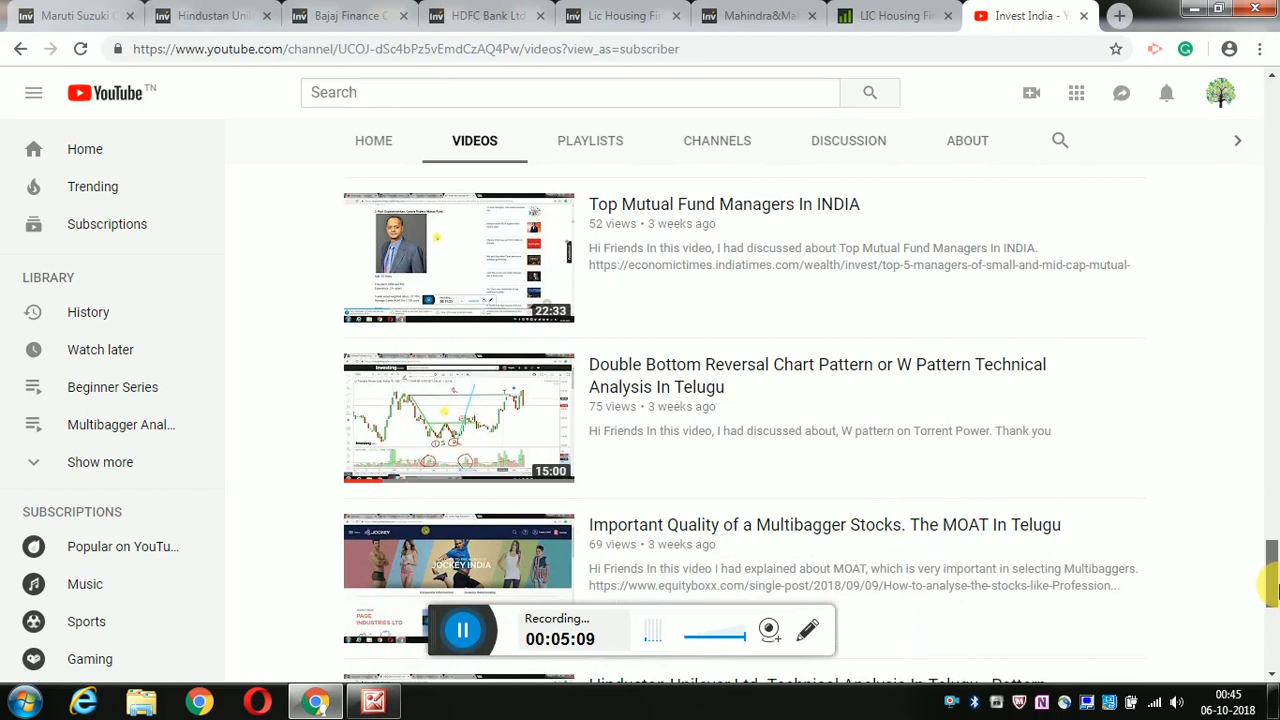 Maruti Suzuki
Hindustan Uni
Bajaj Finance C
HDFC Bank Ltd
Lic Housing Fin
Mahindra&Ma
LIC Housing F
Invest India - Y
https://www.youtube.com/channel/UCOJ-dSc4bPz5vEmdCzAQ4Pw/videos?view_as=subscriber
YouTube TN
Search
HOME VIDEOS PLAYLISTS CHANNELS DISCUSSION ABOUT
Home
Trending
Subscriptions
LIBRARY
History
Watch later
Beginner Series
Multibagger Anal...
Show more
SUBSCRIPTIONS
Popular on YouTu...
Music
Sports
Gaming
22:33
Top Mutual Fund Managers In INDIA
52 views • 3 weeks ago
Hi Friends In this video, I had discussed about Top Mutual Fund Managers In INDIA.
https://economictimes.indiatimes.com/wealth/invest/top-5-managers-of-small-and-mid-cap-mutual-
Investing
15:00
Double Bottom Reversal Chart Pattern or W Pattern Technical
Analysis In Telugu
75 views • 3 weeks ago
Hi Friends In this video, I had discussed about, W pattern on Torrent Power. Thank you
JOCKEY
JOCKEY INDIA
PAGE
INDUSTRIES LTD
Important Quality of a Multibagger Stocks. The MOAT In Telugu
69 views • 3 weeks ago
Hi Friends In this video I had explained about MOAT, which is very important in selecting Multibaggers.
https://www.equityboxx.com/single-post/2018/09/09/How-to-analyse-the-stocks-like-Profession...
Recording...
00:05:09
00:45
06-10-2018